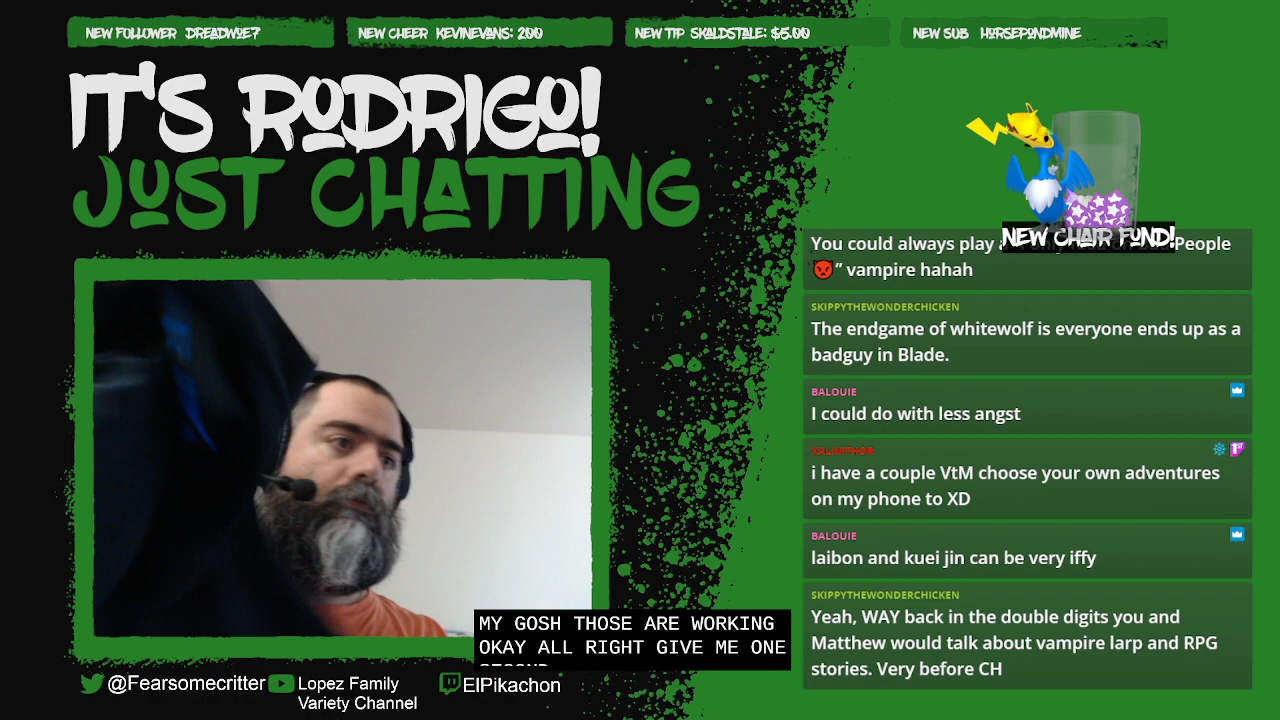 NEW FOLLOWER DREADWOE7
NEW CHEER KEVINEVANS: 200
NEW TIP SKALDSTALE: $5.00
NEW SUB HORSEPONDMINE
IT'S RODRIGO!
JUST CHATTING
NEW CHAIR FUND!
You could always play People
😡” vampire hahah
SKIPPYTHEWONDERCHICKEN
The endgame of whitewolf is everyone ends up as a
badguy in Blade.
BALOUIE
I could do with less angst
1ST
i have a couple VtM choose your own adventures
on my phone to XD
BALOUIE
laibon and kuei jin can be very iffy
SKIPPYTHEWONDERCHICKEN
Yeah, WAY back in the double digits you and
Matthew would talk about vampire larp and RPG
stories. Very before CH
MY GOSH THOSE ARE WORKING
OKAY ALL RIGHT GIVE ME ONE
@Fearsomecritter
Lopez Family
Variety Channel
ElPikachon